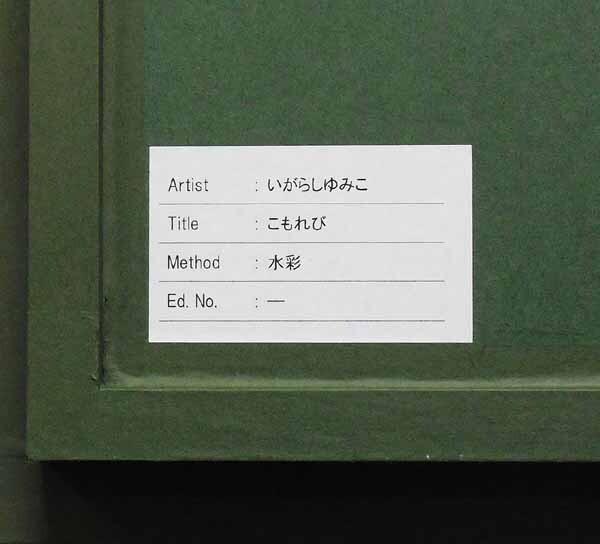 Artist : いがらしゆみこ
Title : こもれび
Method : 水彩
Ed. No. : —